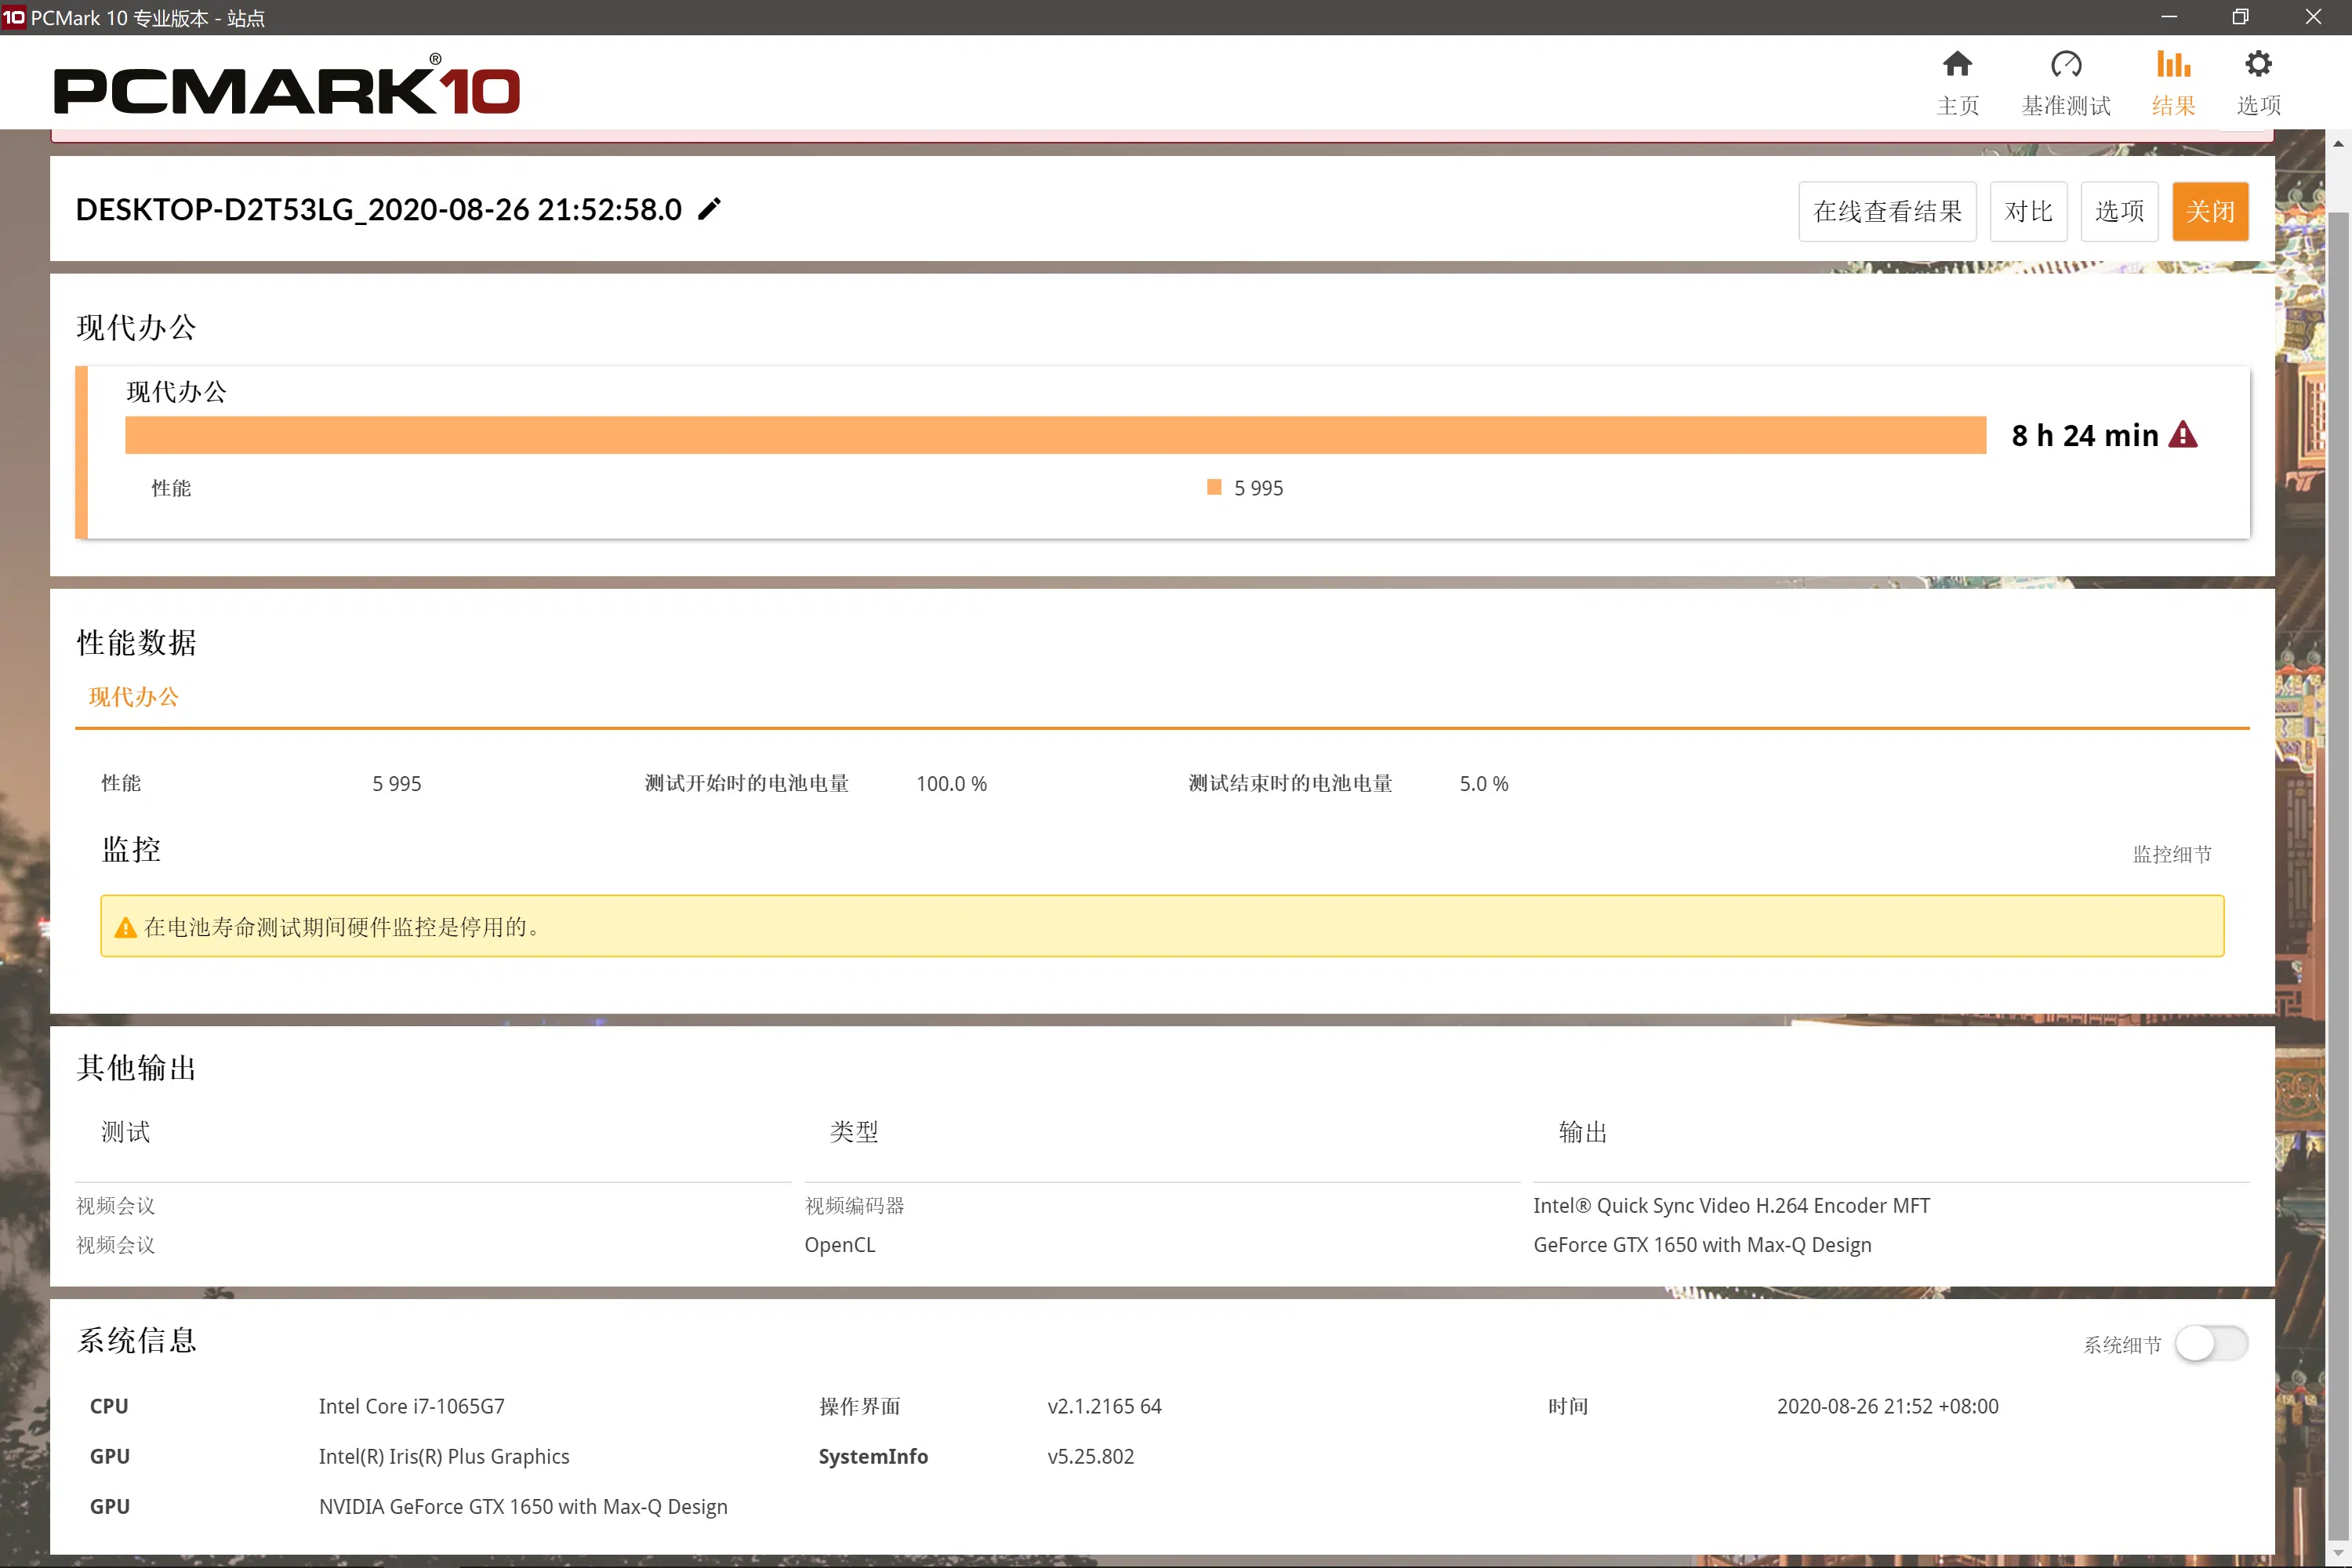 10 PCMark 10 专业版本 - 站点
PCMARK®10
主页 基准测试 结果 选项
DESKTOP-D2T53LG_2020-08-26 21:52:58.0
在线查看结果 对比 选项 关闭
现代办公
现代办公
8 h 24 min
性能 5 995
性能数据
现代办公
性能 5 995 测试开始时的电池电量 100.0 % 测试结束时的电池电量 5.0 %
监控 监控细节
在电池寿命测试期间硬件监控是停用的。
其他输出
测试 类型 输出
视频会议 视频编码器 Intel® Quick Sync Video H.264 Encoder MFT
视频会议 OpenCL GeForce GTX 1650 with Max-Q Design
系统信息 系统细节
CPU Intel Core i7-1065G7 操作界面 v2.1.2165 64 时间 2020-08-26 21:52 +08:00
GPU Intel(R) Iris(R) Plus Graphics SystemInfo v5.25.802
GPU NVIDIA GeForce GTX 1650 with Max-Q Design